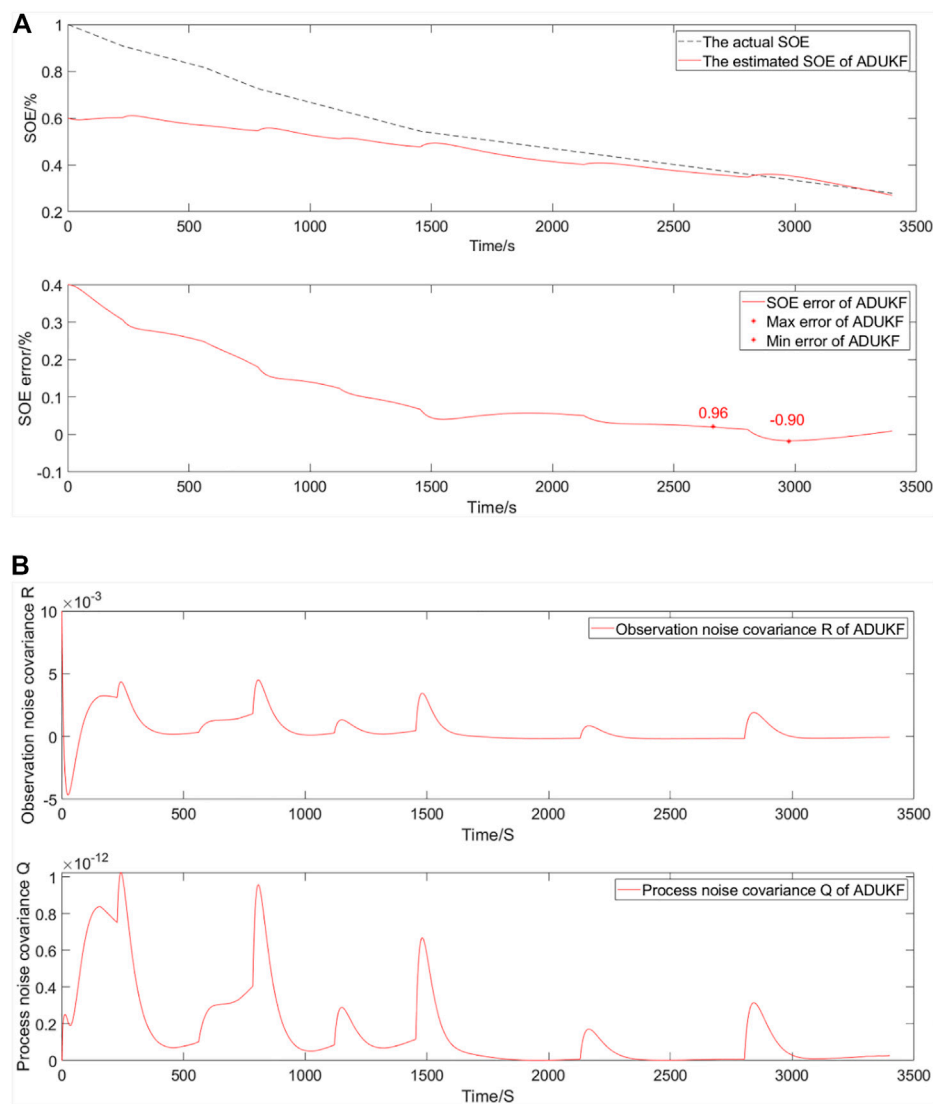 A
1
0.8
0.6
0.4
0.2
SOE/%
The actual SOE
The estimated SOE of ADUKF
0 500 1000 1500 2000 2500 3000 3500
Time/s
0.4
0.3
0.2
0.1
0
-0.1
SOE error/%
SOE error of ADUKF
Max error of ADUKF
Min error of ADUKF
0.96
-0.90
0 500 1000 1500 2000 2500 3000 3500
Time/s
B
×10-3
10
5
0
-5
Observation noise covariance R
Observation noise covariance R of ADUKF
0 500 1000 1500 2000 2500 3000 3500
Time/S
×10-12
1
0.8
0.6
0.4
0.2
0
Process noise covariance Q
Process noise covariance Q of ADUKF
0 500 1000 1500 2000 2500 3000 3500
Time/S